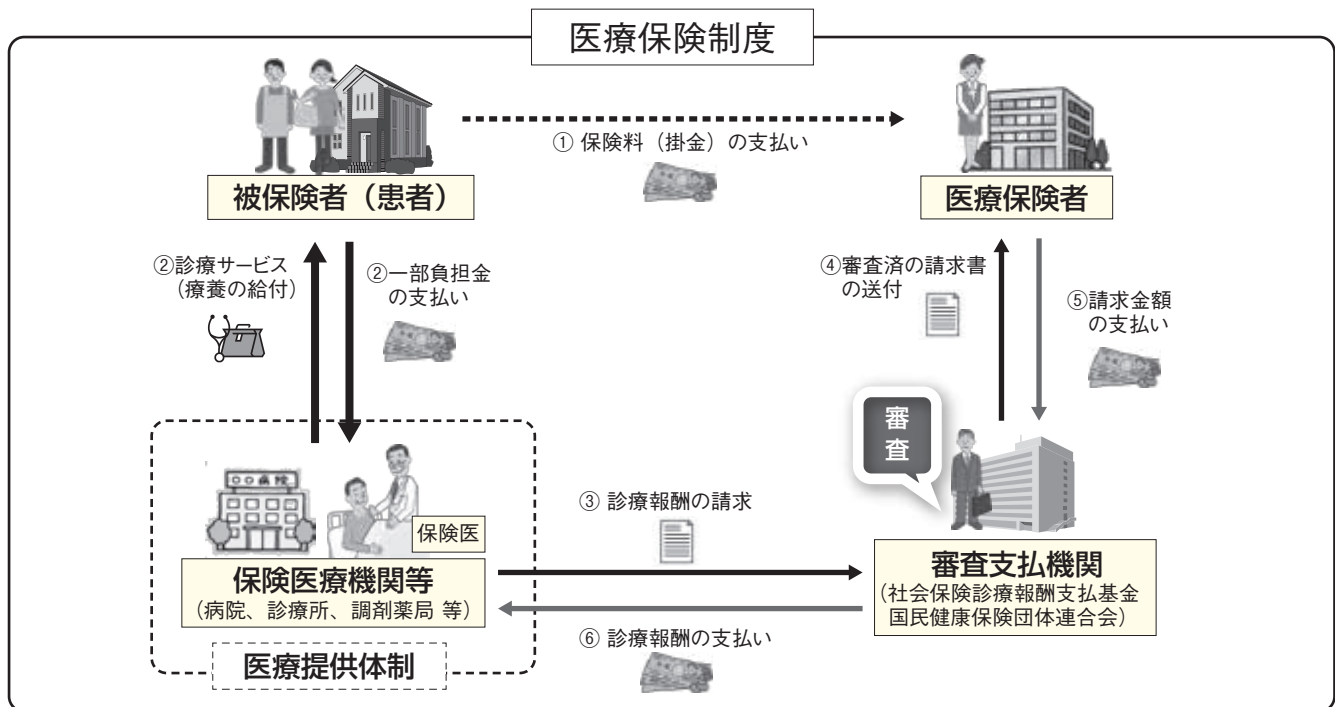 医療保険制度
① 保険料（掛金）の支払い
被保険者（患者）
医療保険者
②診療サービス
（療養の給付）
②一部負担金
の支払い
④審査済の請求書
の送付
⑤請求金額
の支払い
審
査
○○病院
保険医
③ 診療報酬の請求
保険医療機関等
（病院、診療所、調剤薬局 等）
審査支払機関
（社会保険診療報酬支払基金
国民健康保険団体連合会）
⑥ 診療報酬の支払い
医療提供体制